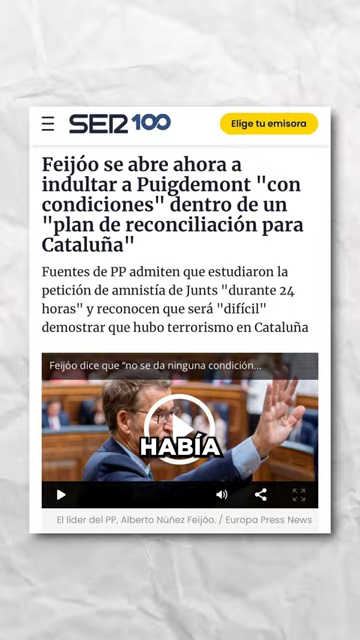 SER 100
Elige tu emisora
Feijóo se abre ahora a
indultar a Puigdemont "con
condiciones" dentro de un
"plan de reconciliación para
Cataluña"
Fuentes de PP admiten que estudiaron la
petición de amnistía de Junts "durante 24
horas" y reconocen que será "difícil"
demostrar que hubo terrorismo en Cataluña
Feijóo dice que “no se da ninguna condición...
HABÍA
El líder del PP, Alberto Núñez Feijóo. / Europa Press News